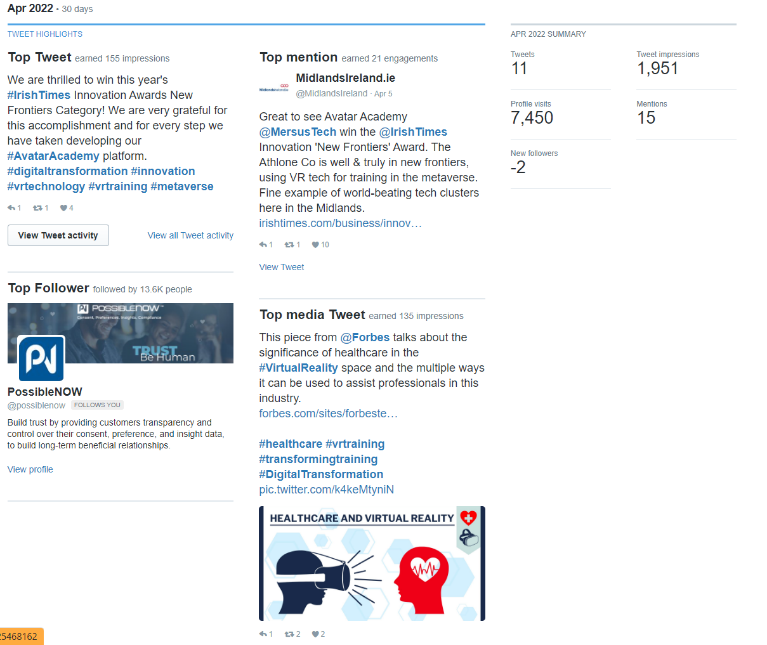 Apr 2022 - 30 days
TWEET HIGHLIGHTS
Top Tweet earned 155 impressions
We are thrilled to win this year's
#IrishTimes Innovation Awards New
Frontiers Category! We are very grateful for
this accomplishment and for every step we
have taken developing our
#AvatarAcademy platform.
#digitaltransformation #innovation
#vrtechnology #vrtraining #metaverse
1 1 4
View Tweet activity
View all Tweet activity
Top Follower followed by 13.6K people
POSSIBLENOW
Consent, Preferences, Insights, Compliance
TRUST
Be Human
PN
PossibleNOW
@possiblenow FOLLOWS YOU
Build trust by providing customers transparency and
control over their consent, preference, and insight data,
to build long-term beneficial relationships.
View profile
Top mention earned 21 engagements
MidlandsIreland.ie
@MidlandsIreland · Apr 5
Great to see Avatar Academy
@MersusTech win the @IrishTimes
Innovation 'New Frontiers' Award. The
Athlone Co is well & truly in new frontiers,
using VR tech for training in the metaverse.
Fine example of world-beating tech clusters
here in the Midlands.
irishtimes.com/business/innov…
1 1 10
View Tweet
Top media Tweet earned 135 impressions
This piece from @Forbes talks about the
significance of healthcare in the
#VirtualReality space and the multiple ways
it can be used to assist professionals in this
industry.
forbes.com/sites/forbeste…
#healthcare #vrtraining
#transformingtraining
#DigitalTransformation
pic.twitter.com/k4keMtyniN
HEALTHCARE AND VIRTUAL REALITY
1 2 2
APR 2022 SUMMARY
Tweets
11
Tweet impressions
1,951
Profile visits
7,450
Mentions
15
New followers
-2
25468162